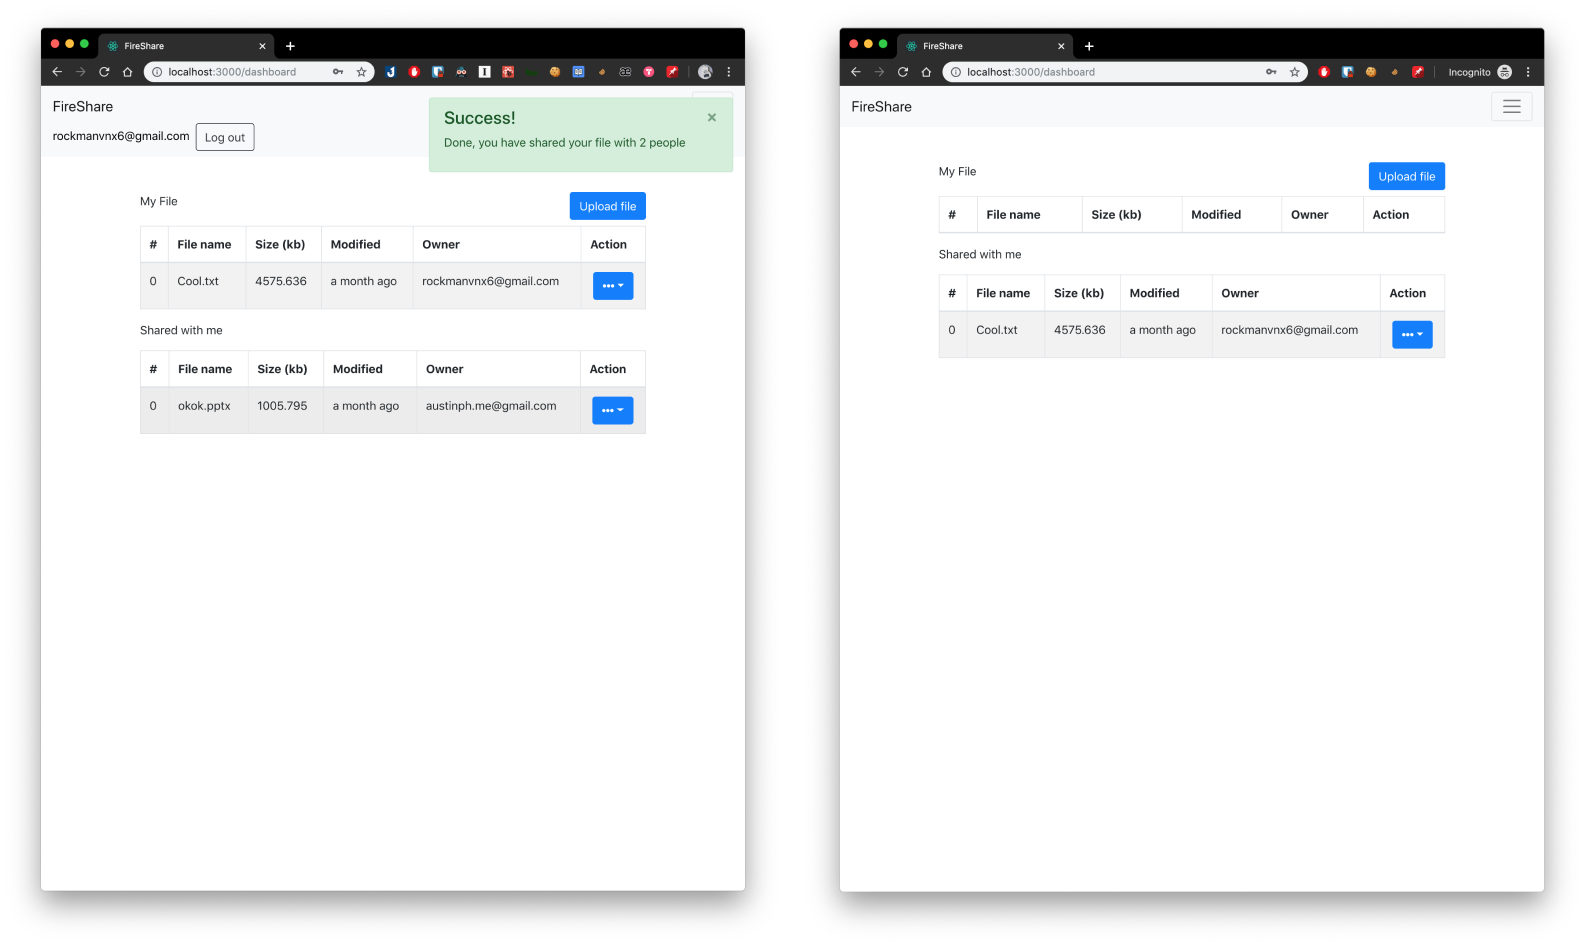 FireShare
localhost:3000/dashboard
FireShare
rockmanvnx6@gmail.com Log out
Success!
×
Done, you have shared your file with 2 people
My File
Upload file
# File name Size (kb) Modified Owner Action
0 Cool.txt 4575.636 a month ago rockmanvnx6@gmail.com
Shared with me
# File name Size (kb) Modified Owner Action
0 okok.pptx 1005.795 a month ago austinph.me@gmail.com
FireShare
localhost:3000/dashboard Incognito
FireShare
My File
Upload file
# File name Size (kb) Modified Owner Action
Shared with me
# File name Size (kb) Modified Owner Action
0 Cool.txt 4575.636 a month ago rockmanvnx6@gmail.com